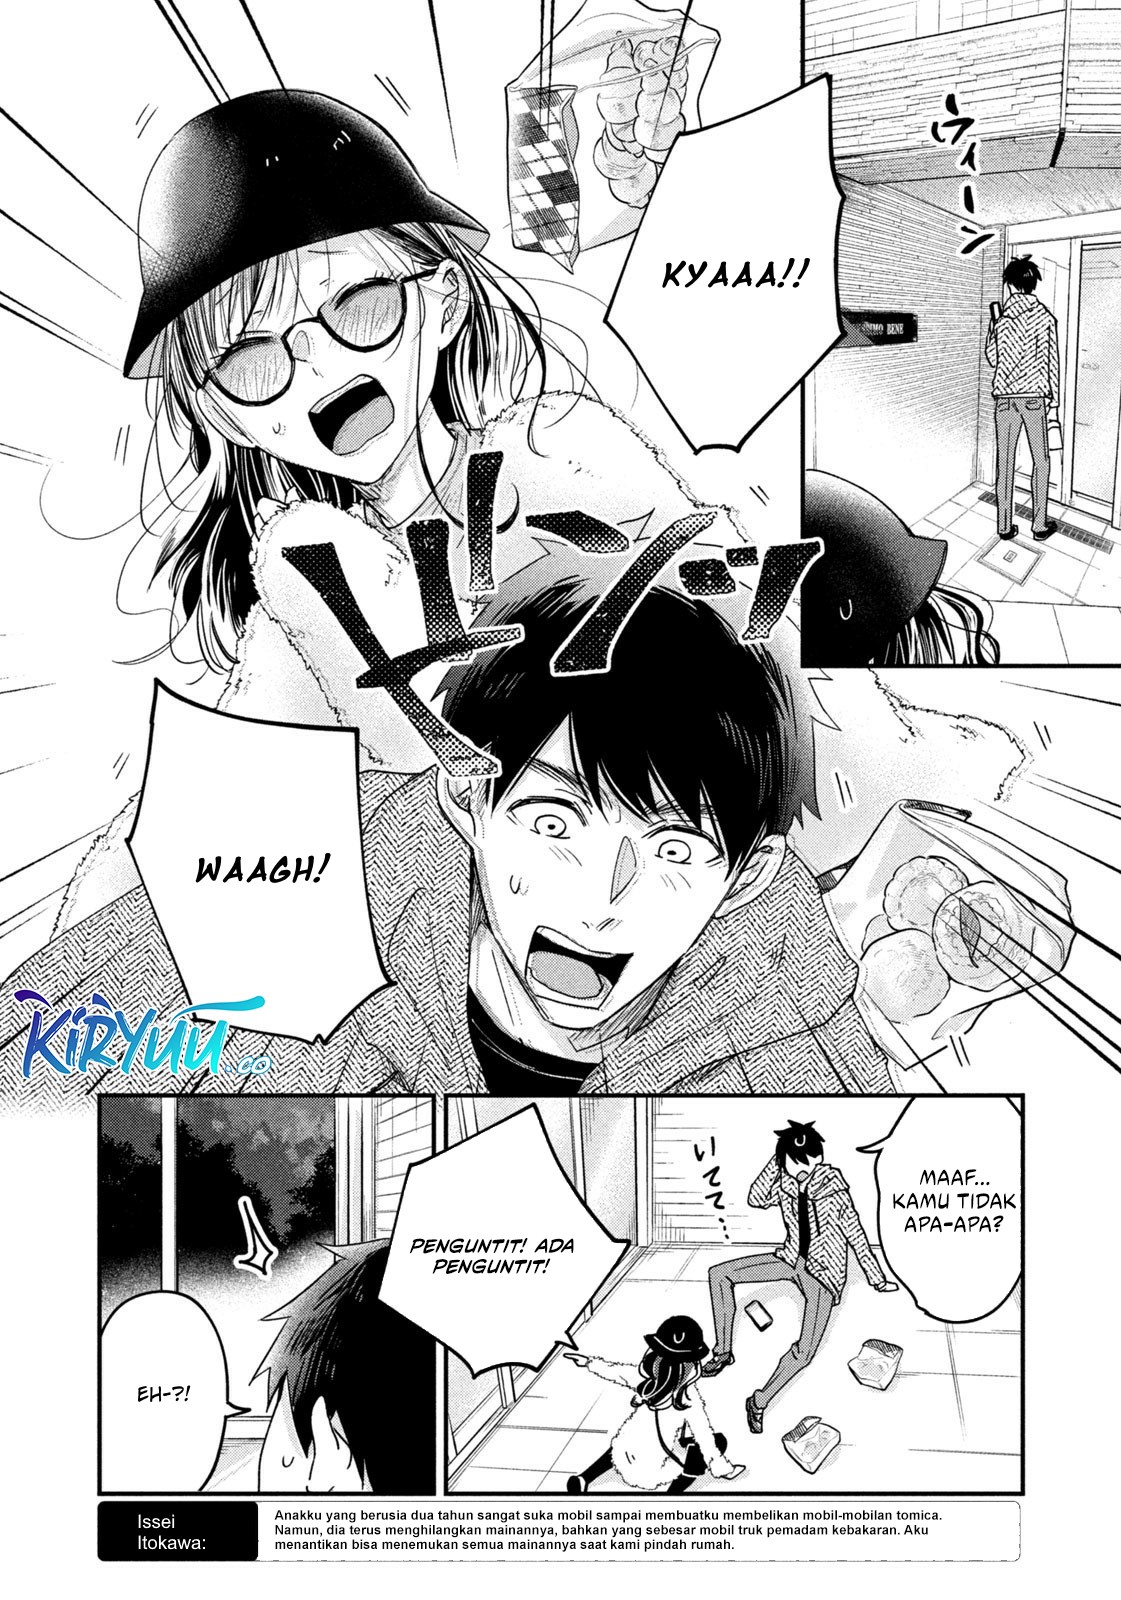 ウィーン
MO BENE
KYAAA!!
ドンッ
WAAGH!
KIRYUU.CO
MAAF...
KAMU TIDAK
APA-APA?
いてて...
PENGUNTIT! ADA
PENGUNTIT!
EH-?!
Issei
Itokawa:
Anakku yang berusia dua tahun sangat suka mobil sampai membuatku membelikan mobil-mobilan tomica.
Namun, dia terus menghilangkan mainannya, bahkan yang sebesar mobil truk pemadam kebakaran. Aku
menantikan bisa menemukan semua mainannya saat kami pindah rumah.